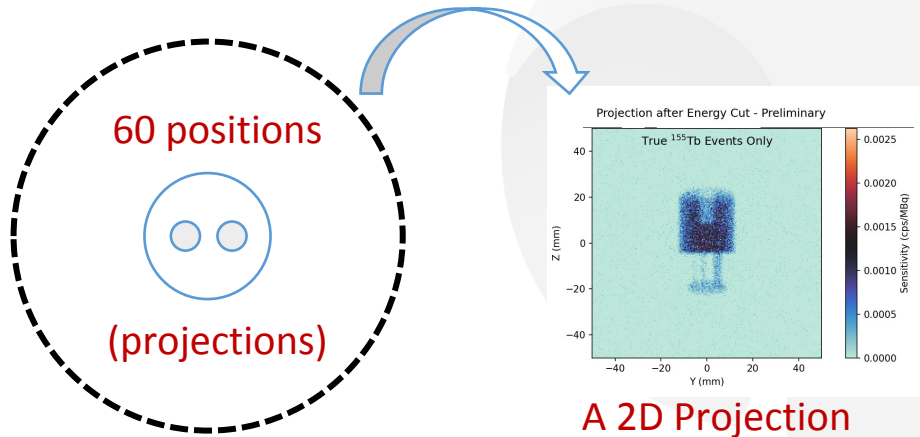 60 positions
(projections)
Projection after Energy Cut - Preliminary
True ¹⁵⁵Tb Events Only
Z (mm)
40
20
0
−20
−40
−40 −20 0 20 40
Y (mm)
0.0025
0.0020
0.0015
0.0010
0.0005
0.0000
Sensitivity (cps/MBq)
A 2D Projection